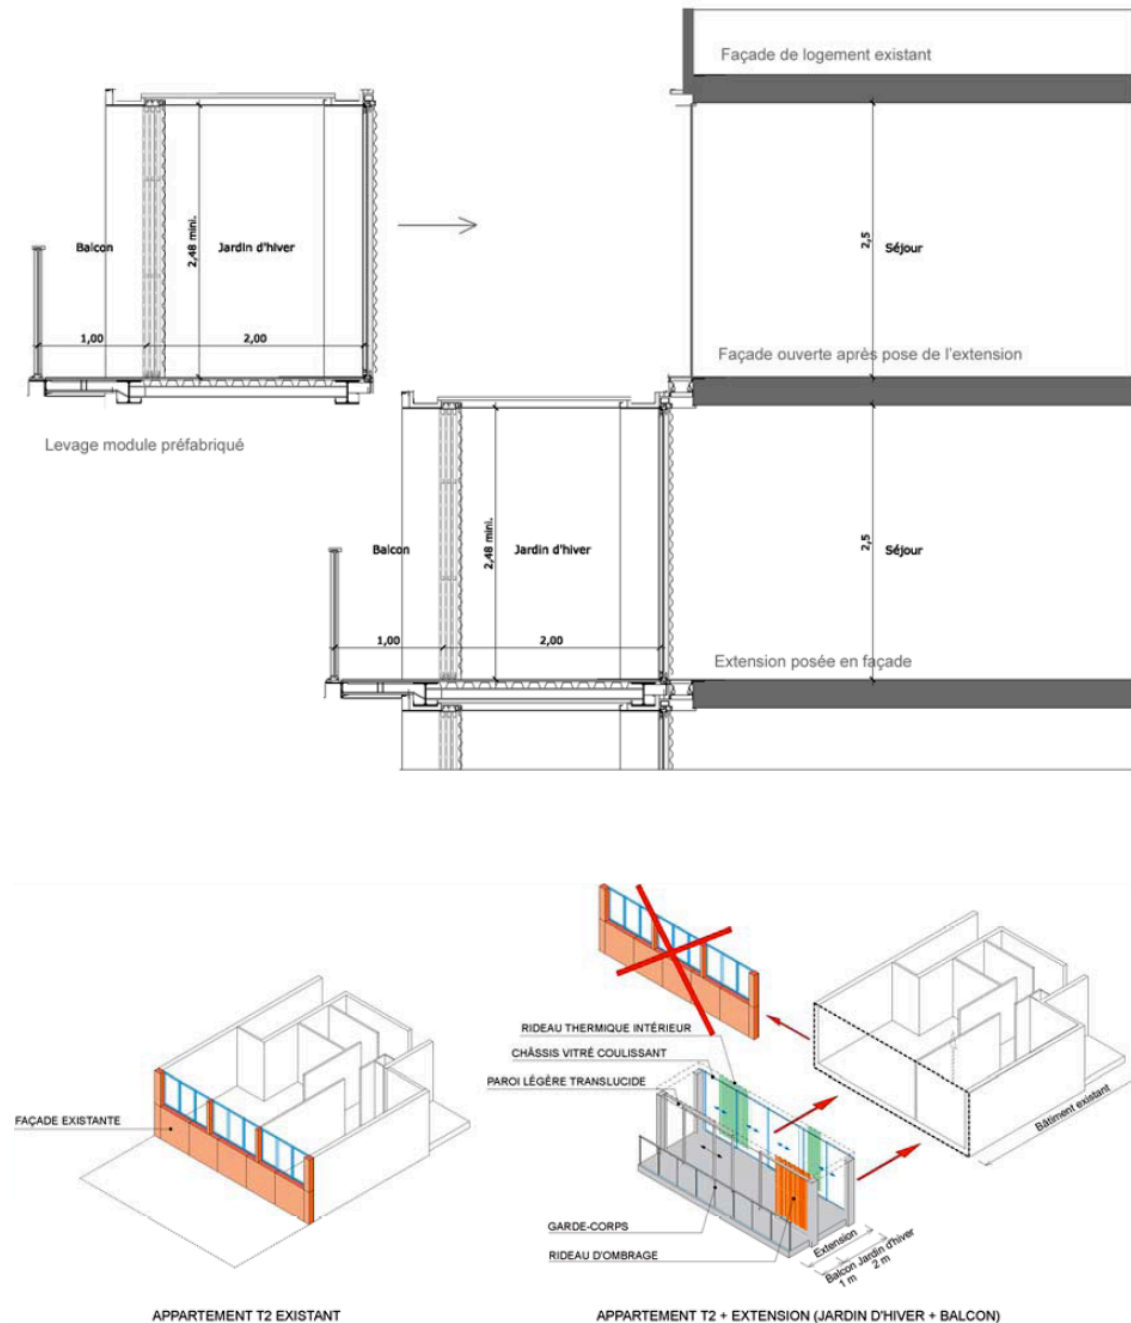 Façade de logement existant
Balcon
2,48 mini.
Jardin d'hiver
2,5
Séjour
1,00
2,00
Façade ouverte après pose de l'extension
Levage module préfabriqué
Balcon
2,48 mini.
Jardin d'hiver
2,5
Séjour
1,00
2,00
Extension posée en façade
RIDEAU THERMIQUE INTÉRIEUR
CHÂSSIS VITRÉ COULISSANT
PAROI LÉGÈRE TRANSLUCIDE
FAÇADE EXISTANTE
Bâtiment existant
GARDE-CORPS
RIDEAU D'OMBRAGE
Extension
Balcon Jardin d'hiver
1 m 2 m
APPARTEMENT T2 EXISTANT
APPARTEMENT T2 + EXTENSION (JARDIN D'HIVER + BALCON)